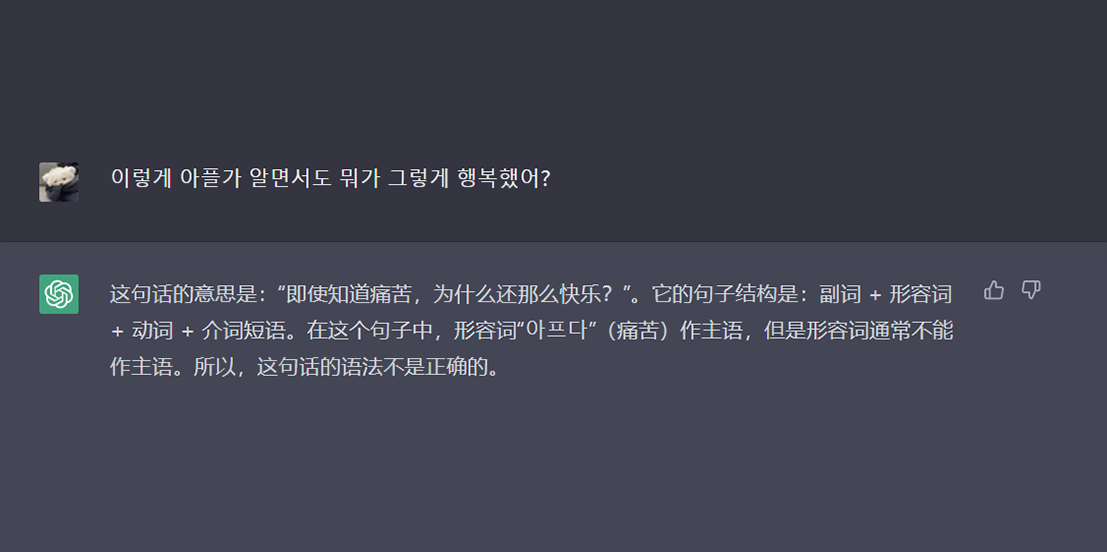 이렇게 아플가 알면서도 뭐가 그렇게 행복했어?
这句话的意思是：“即使知道痛苦，为什么还那么快乐？”。它的句子结构是：副词 + 形容词
+ 动词 + 介词短语。在这个句子中，形容词“아프다”（痛苦）作主语，但是形容词通常不能
作主语。所以，这句话的语法不是正确的。